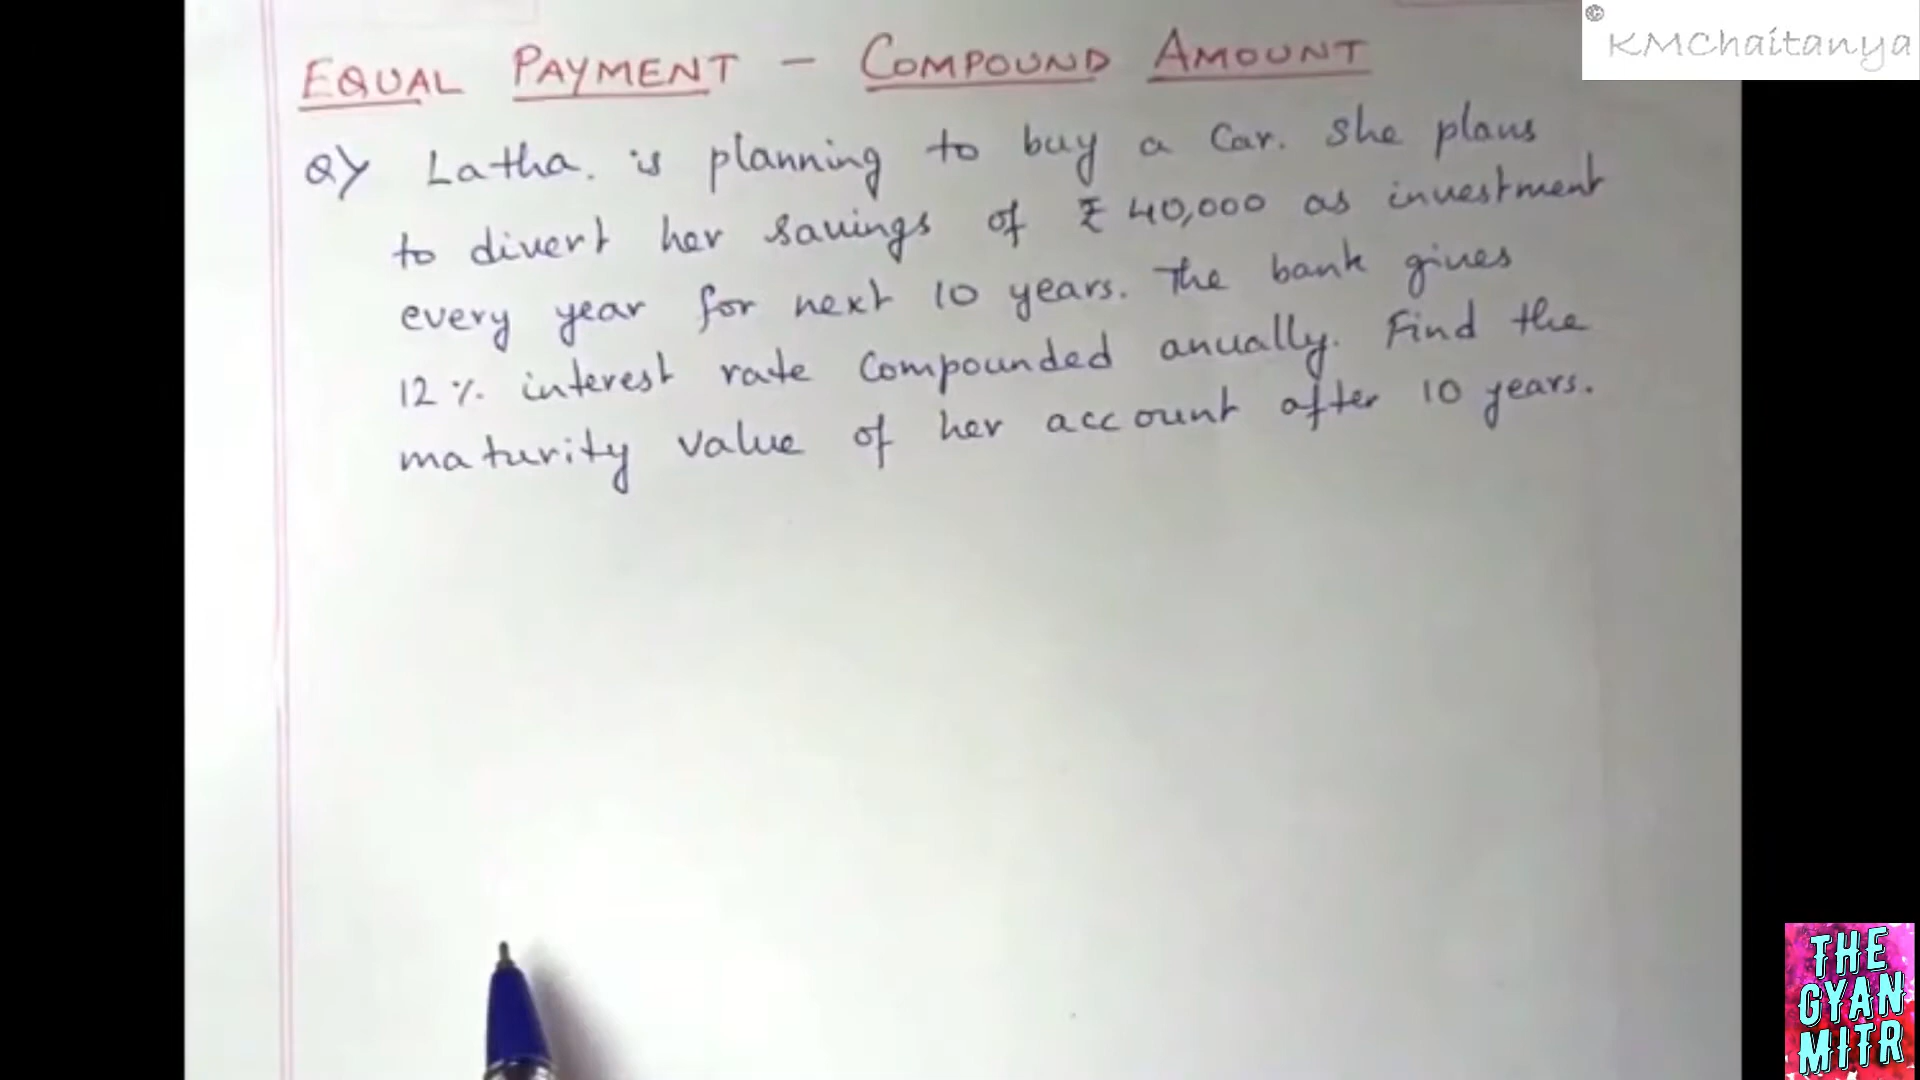 KMChaitanya
EQUAL PAYMENT - COMPOUND AMOUNT
Q) Latha. is planning to buy a Car. She plans
to divert her savings of ₹ 40,000 as investment
every year for next 10 years. The bank gives
12 % interest rate Compounded anually. Find the
maturity value of her account after 10 years.
THE
GYAN
MITR